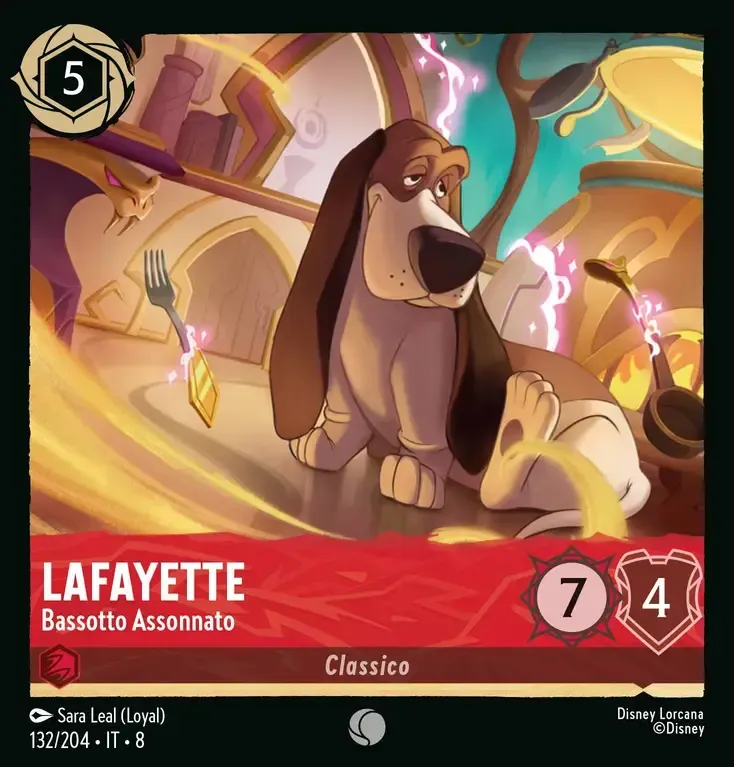 5
LAFAYETTE
Bassotto Assonnato
7
4
Classico
Sara Leal (Loyal)
132/204 • IT • 8
Disney Lorcana
©Disney